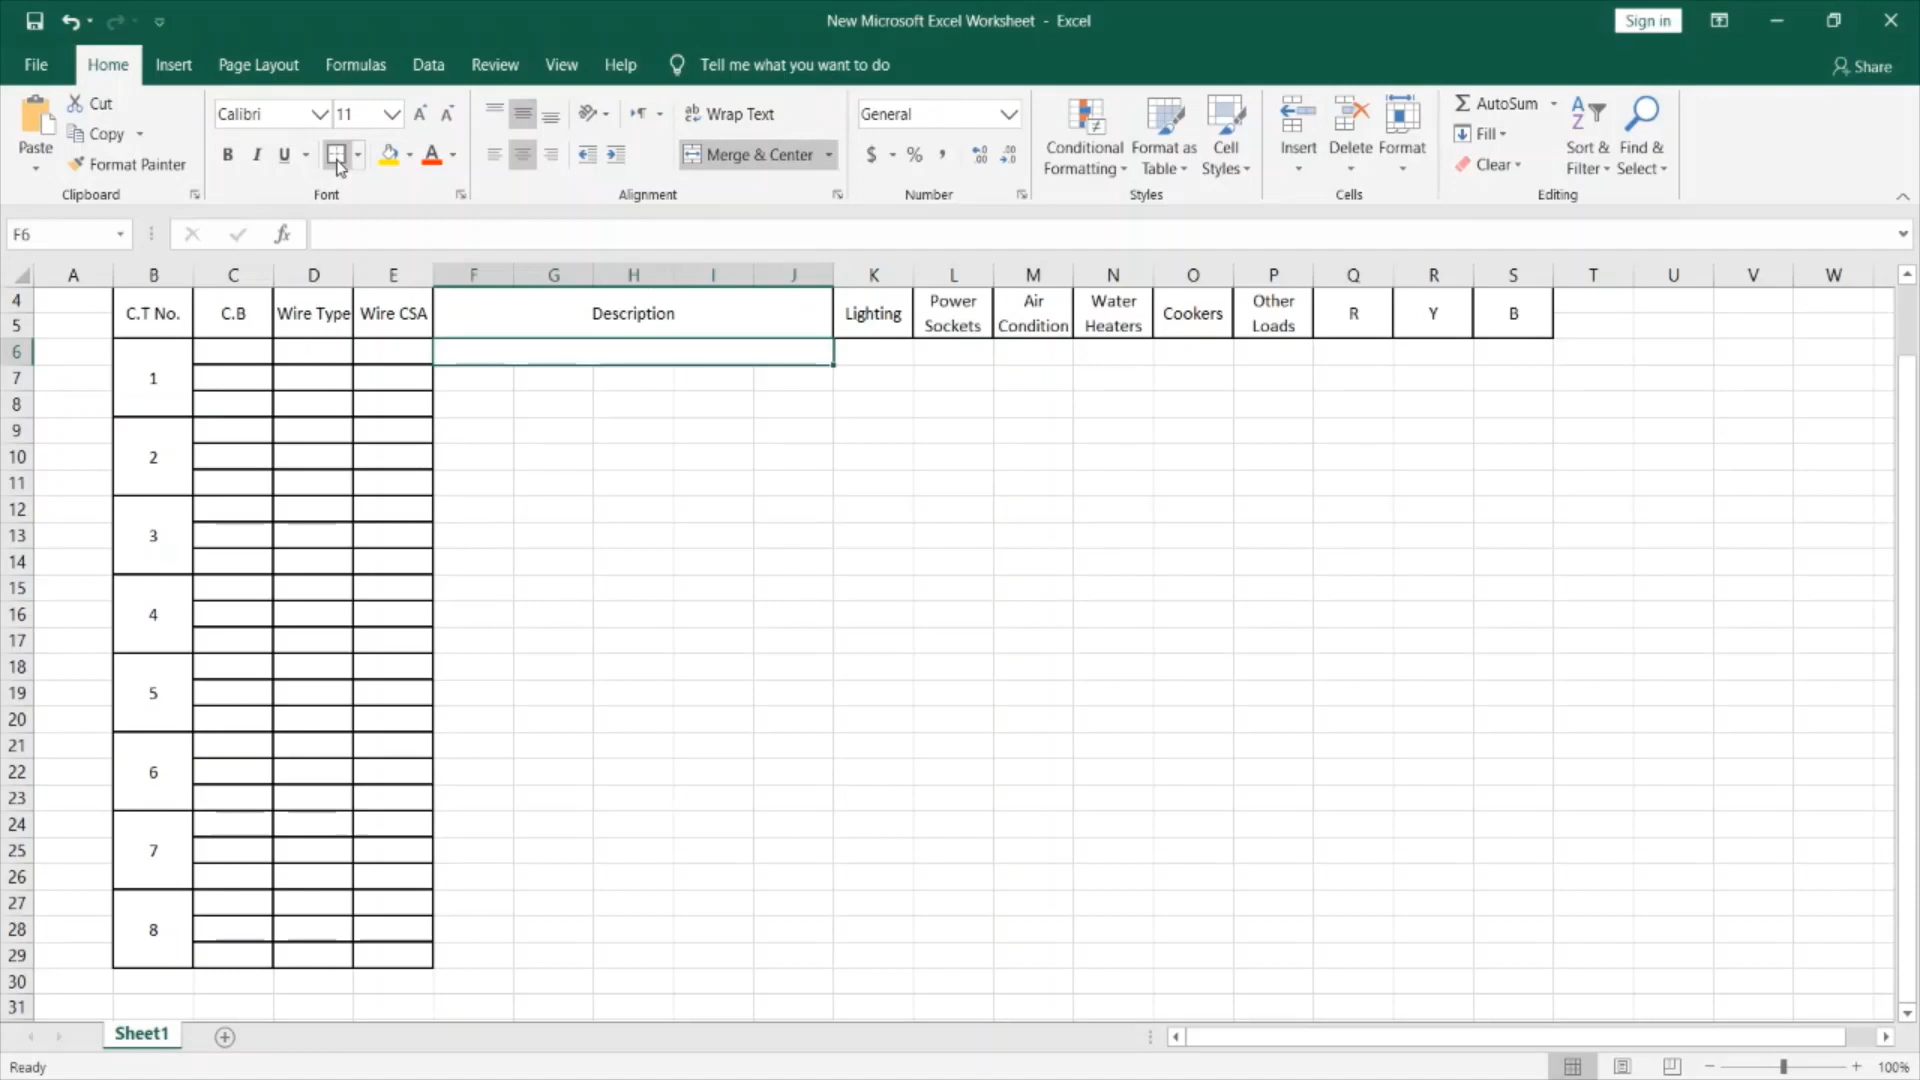 New Microsoft Excel Worksheet - Excel
Sign in
File Home Insert Page Layout Formulas Data Review View Help Tell me what you want to do
Share
Paste
Cut
Copy
Format Painter
Clipboard
Calibri 11 A A
B I U A
Font
ab Wrap Text
Merge & Center
Alignment
General
$ % , .00 .00
Number
Conditional Formatting
Format as Table
Cell Styles
Styles
Insert
Delete
Format
Cells
Σ AutoSum
Fill
Clear
Sort & Filter
Find & Select
Editing
F6 fx
A B C D E F G H I J K L M N O P Q R S T U V W
4 C.T No. C.B Wire Type Wire CSA Description Lighting Power Sockets Air Condition Water Heaters Cookers Other Loads R Y B
5
6
7 1
8
9
10 2
11
12
13 3
14
15
16 4
17
18
19 5
20
21
22 6
23
24
25 7
26
27
28 8
29
30
31
Sheet1
Ready
100%